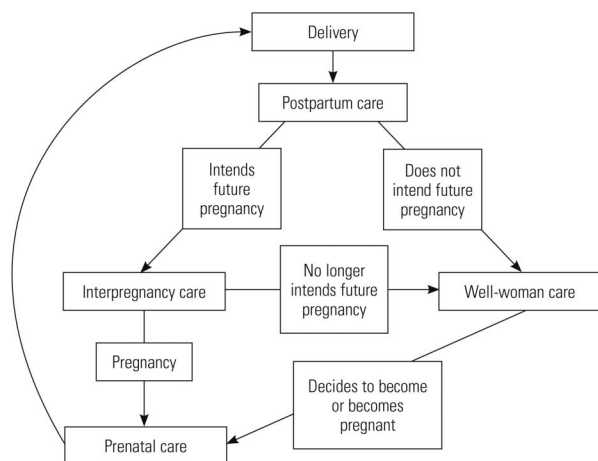 Delivery
Postpartum care
Intends
future
pregnancy
Does not
intend future
pregnancy
Interpregnancy care
No longer
intends future
pregnancy
Well-woman care
Pregnancy
Decides to become
or becomes
pregnant
Prenatal care